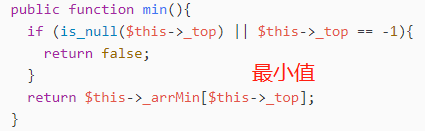 public function min(){
  if (is_null($this->_top) || $this->_top == -1){
    return false;
  }
最小值
  return $this->_arrMin[$this->_top];
}